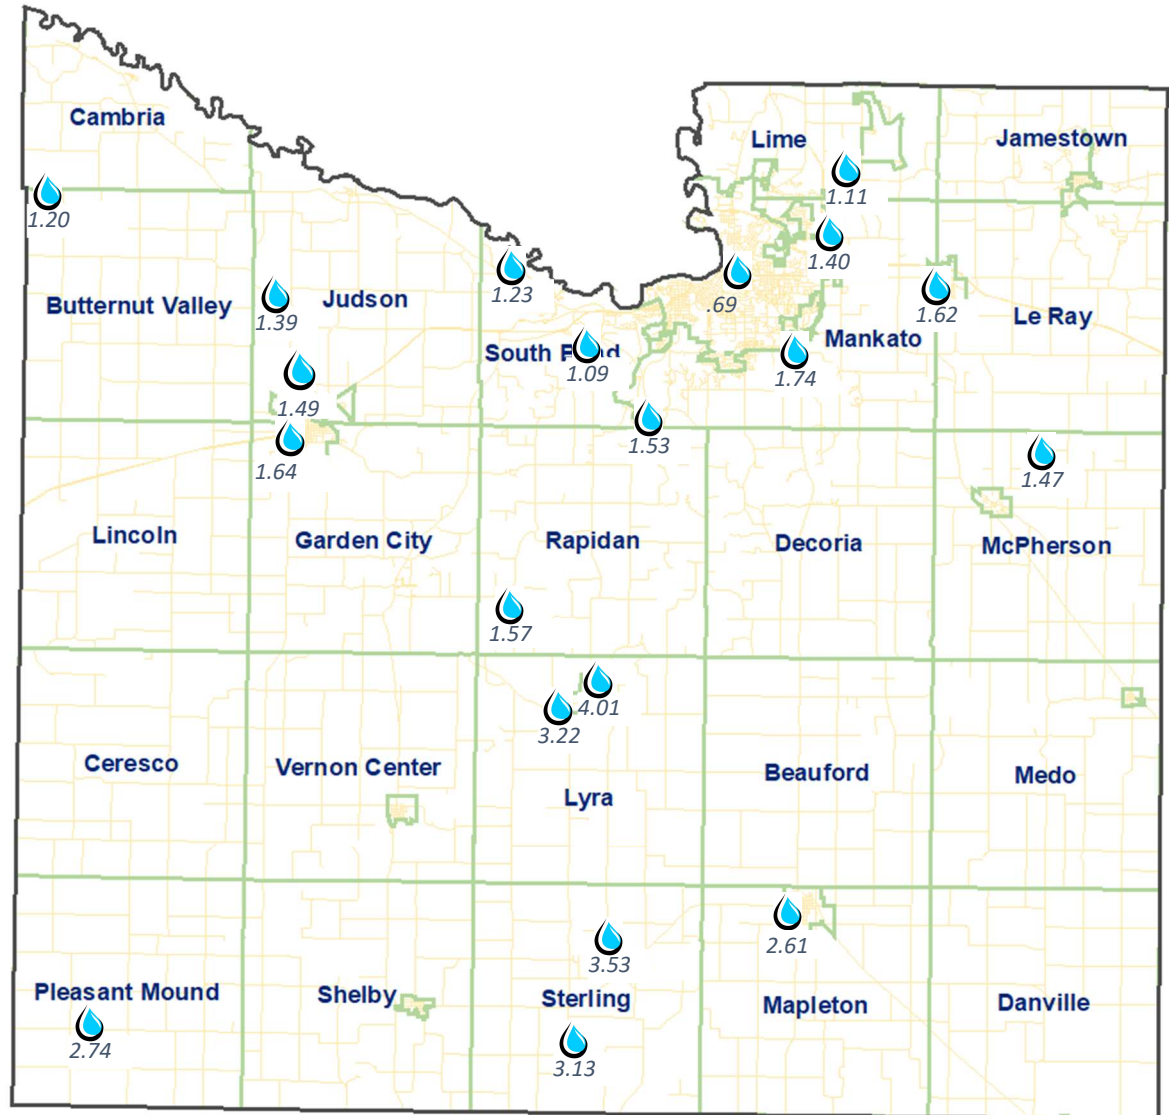 Cambria
Lime
Jamestown
1.11
1.20
1.40
1.23
.69
1.62
Butternut Valley
Judson
1.39
Le Ray
South Bend
Mankato
1.09
1.74
1.49
1.53
1.64
1.47
Lincoln
Garden City
Rapidan
Decoria
McPherson
1.57
4.01
3.22
Ceresco
Vernon Center
Beauford
Medo
Lyra
2.61
3.53
Pleasant Mound
Shelby
Sterling
Mapleton
Danville
2.74
3.13